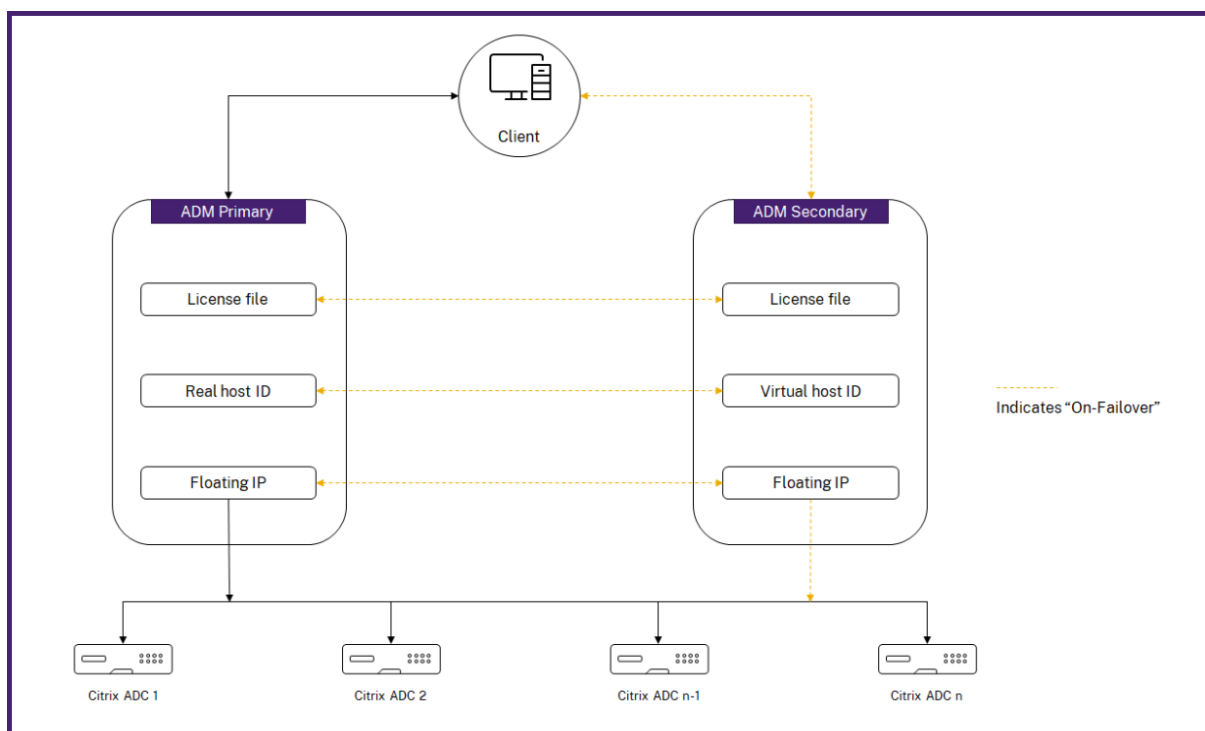 Client
ADM Primary
ADM Secondary
License file
License file
Real host ID
Virtual host ID
Indicates “On-Failover”
Floating IP
Floating IP
Citrix ADC 1
Citrix ADC 2
Citrix ADC n-1
Citrix ADC n